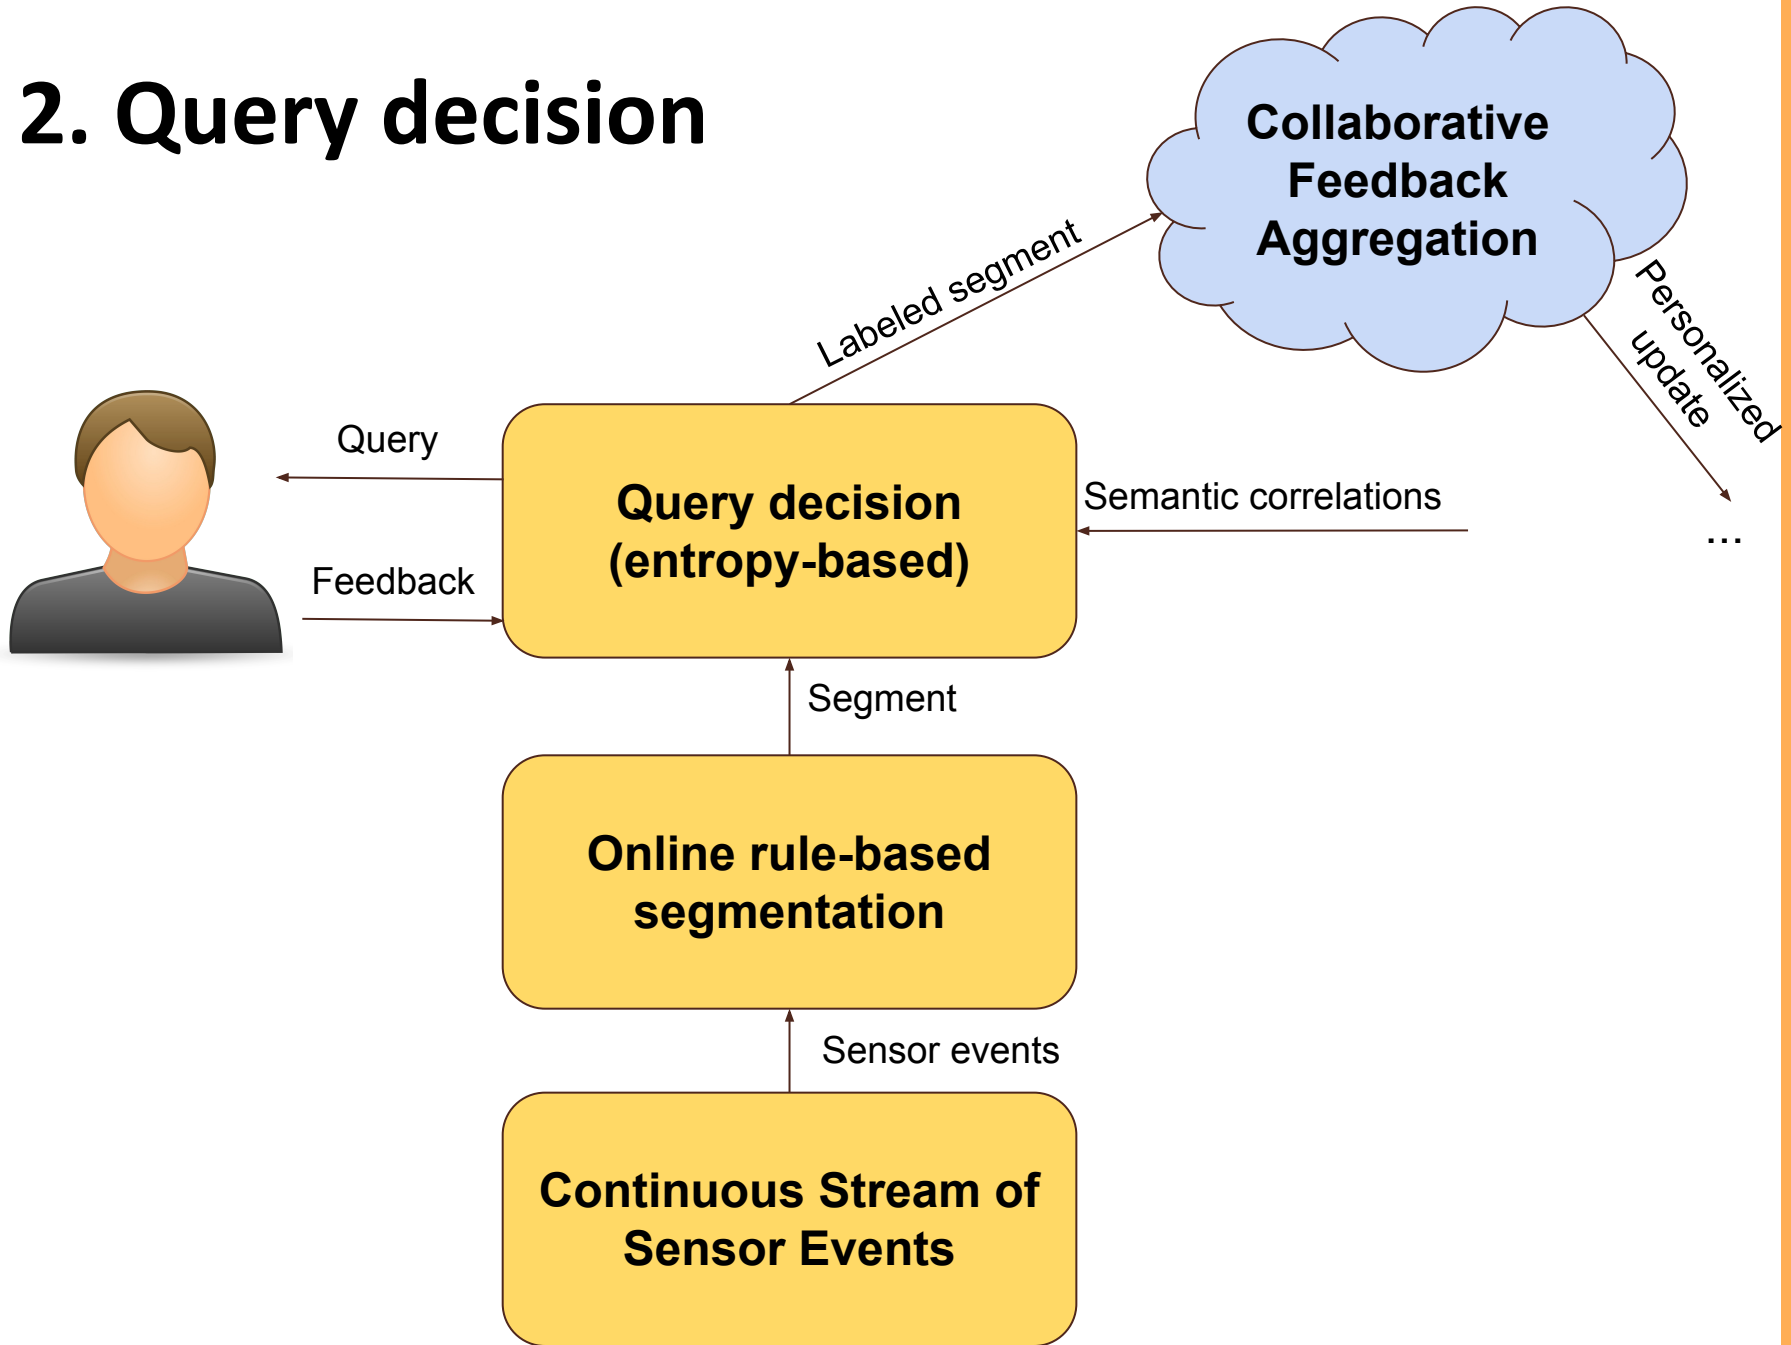 2. Query decision
Collaborative
Feedback
Aggregation
Labeled segment
Personalized
update
Query
Query decision
(entropy-based)
Semantic correlations
...
Feedback
Segment
Online rule-based
segmentation
Sensor events
Continuous Stream of
Sensor Events